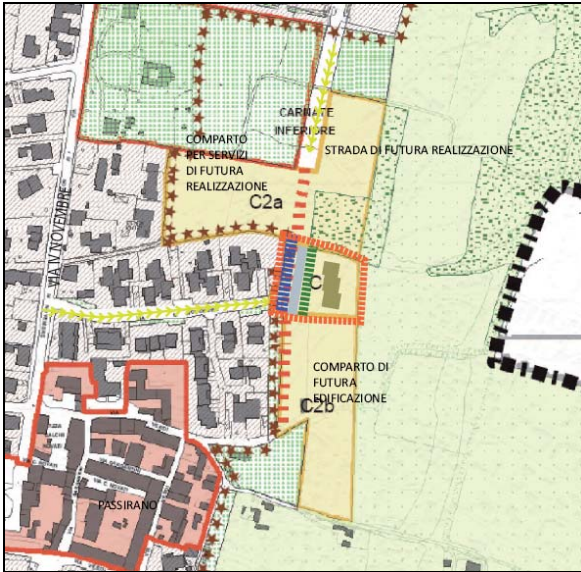 CARNATE
INFERIORE
STRADA DI FUTURA REALIZZAZIONE
COMPARTO
PER SERVIZI
DI FUTURA
REALIZZAZIONE
C2a
VIA IV NOVEMBRE
C
COMPARTO DI
FUTURA
EDIFICAZIONE
C2b
PASSIRANO